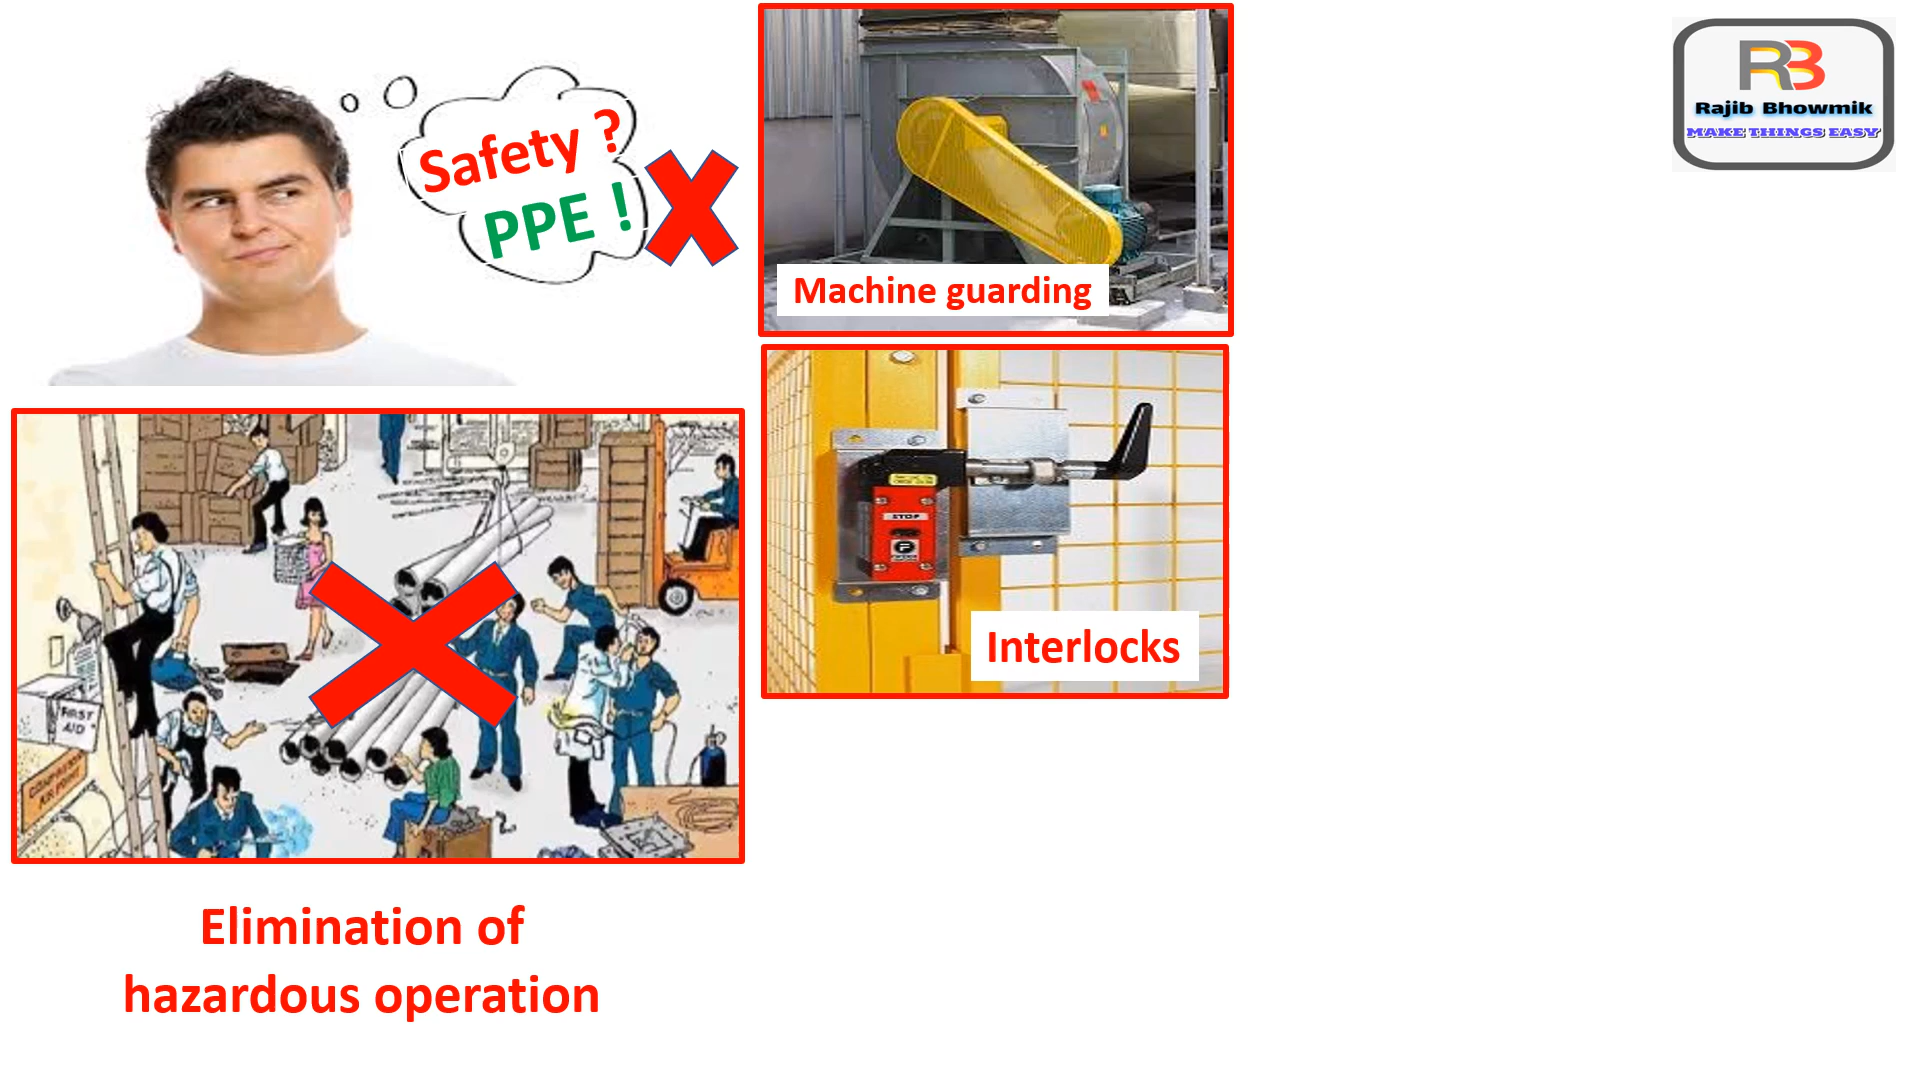 Safety ?
PPE !
Machine guarding
RB
Rajib Bhowmik
MAKE THINGS EASY
STOP
Interlocks
FIRST
AID
Elimination of
hazardous operation